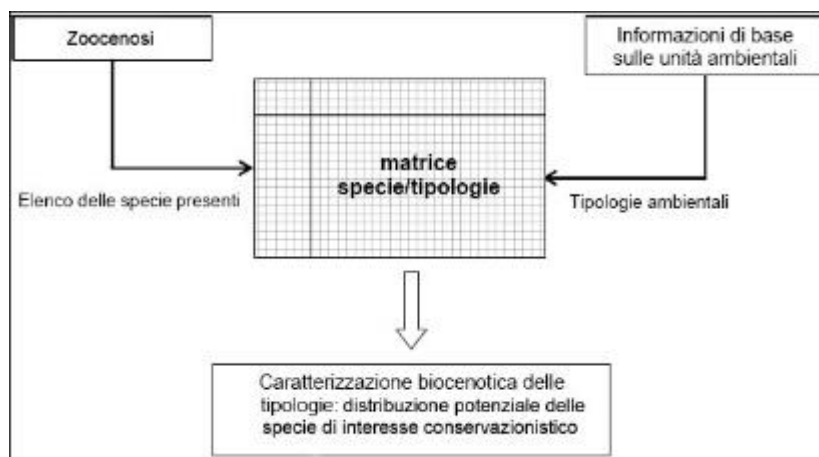 Zoocenosi
Informazioni di base
sulle unità ambientali
matrice
specie/tipologie
Elenco delle specie presenti
Tipologie ambientali
Caratterizzazione biocenotica delle
tipologie: distribuzione potenziale delle
specie di interesse conservazionistico